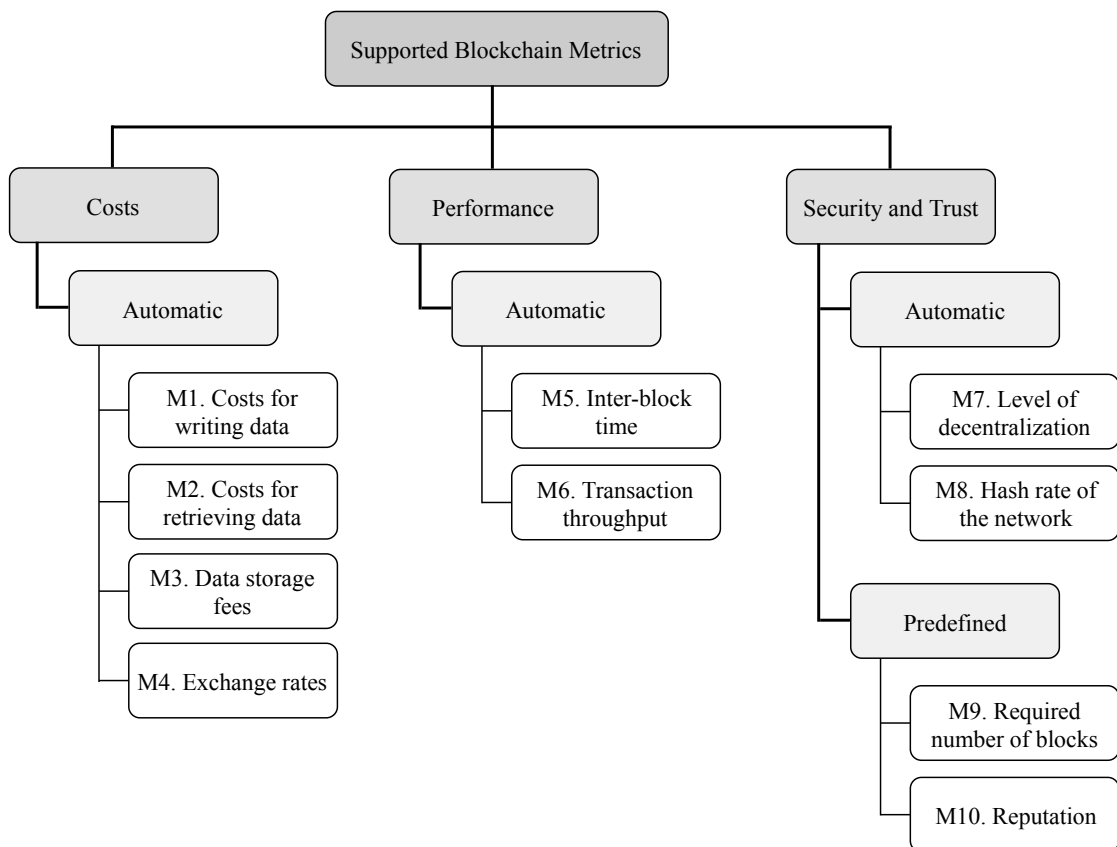 Supported Blockchain Metrics
Costs
Performance
Security and Trust
Automatic
Automatic
Automatic
M1. Costs for
writing data
M2. Costs for
retrieving data
M3. Data storage
fees
M4. Exchange rates
M5. Inter-block
time
M6. Transaction
throughput
M7. Level of
decentralization
M8. Hash rate of
the network
Predefined
M9. Required
number of blocks
M10. Reputation